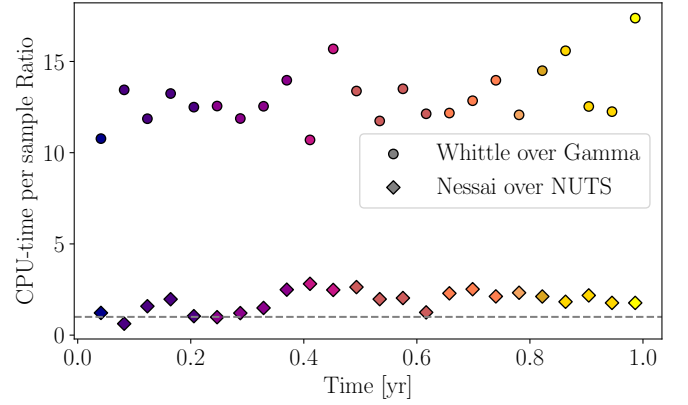 CPU-time per sample Ratio
15
10
5
0
Whittle over Gamma
Nessai over NUTS
0.0 0.2 0.4 0.6 0.8 1.0
Time [yr]